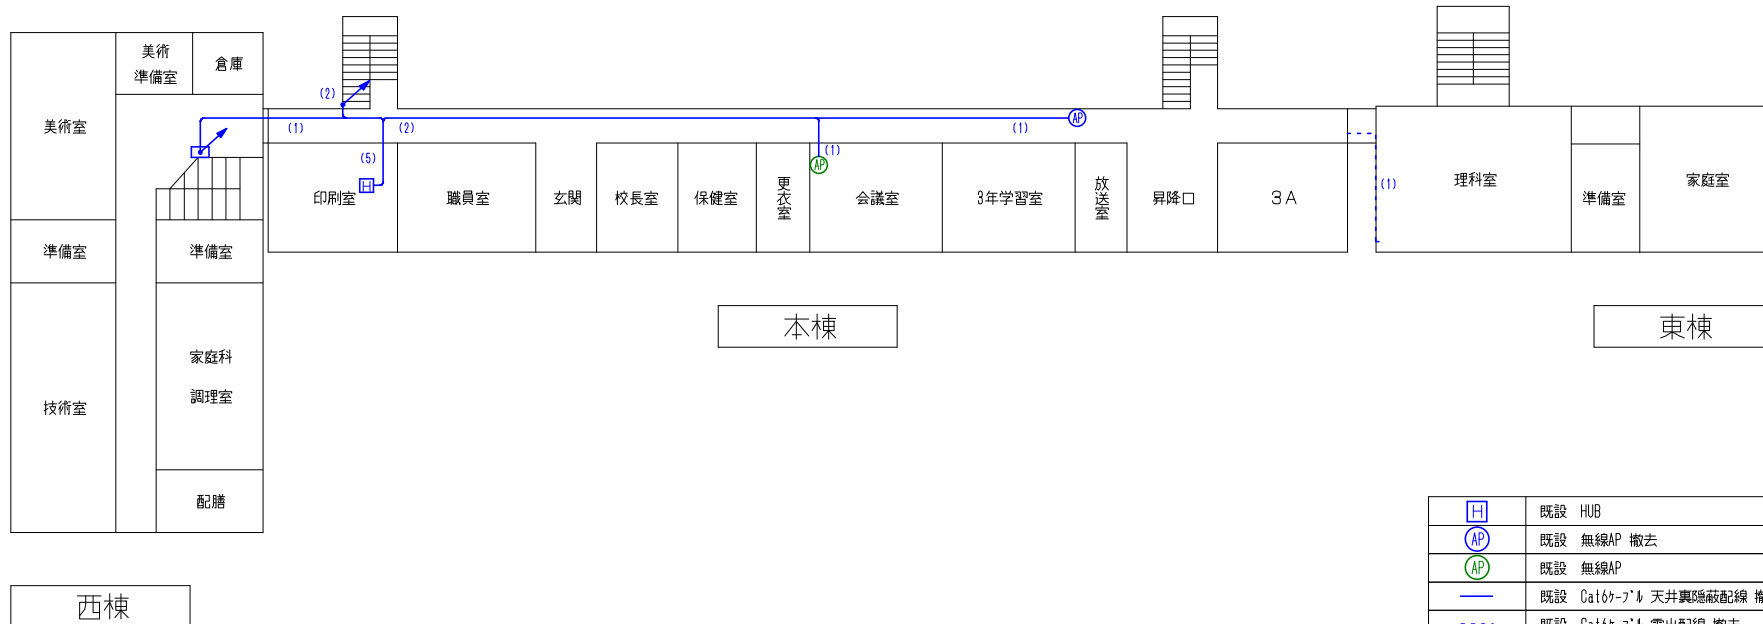 美術
準備室
倉庫
美術室
(2)
(1)
(2)
(1)
AP
(5)
(1)
AP
(1)
H
印刷室
職員室
玄関
校長室
保健室
更衣室
会議室
3年学習室
放送室
昇降口
3A
理科室
準備室
家庭室
準備室
準備室
本棟
東棟
家庭科
調理室
技術室
配膳
西棟
H
既設 HUB
AP
既設 無線AP 撤去
AP
既設 無線AP
既設 Cat6ケーブル 天井裏隠蔽配線